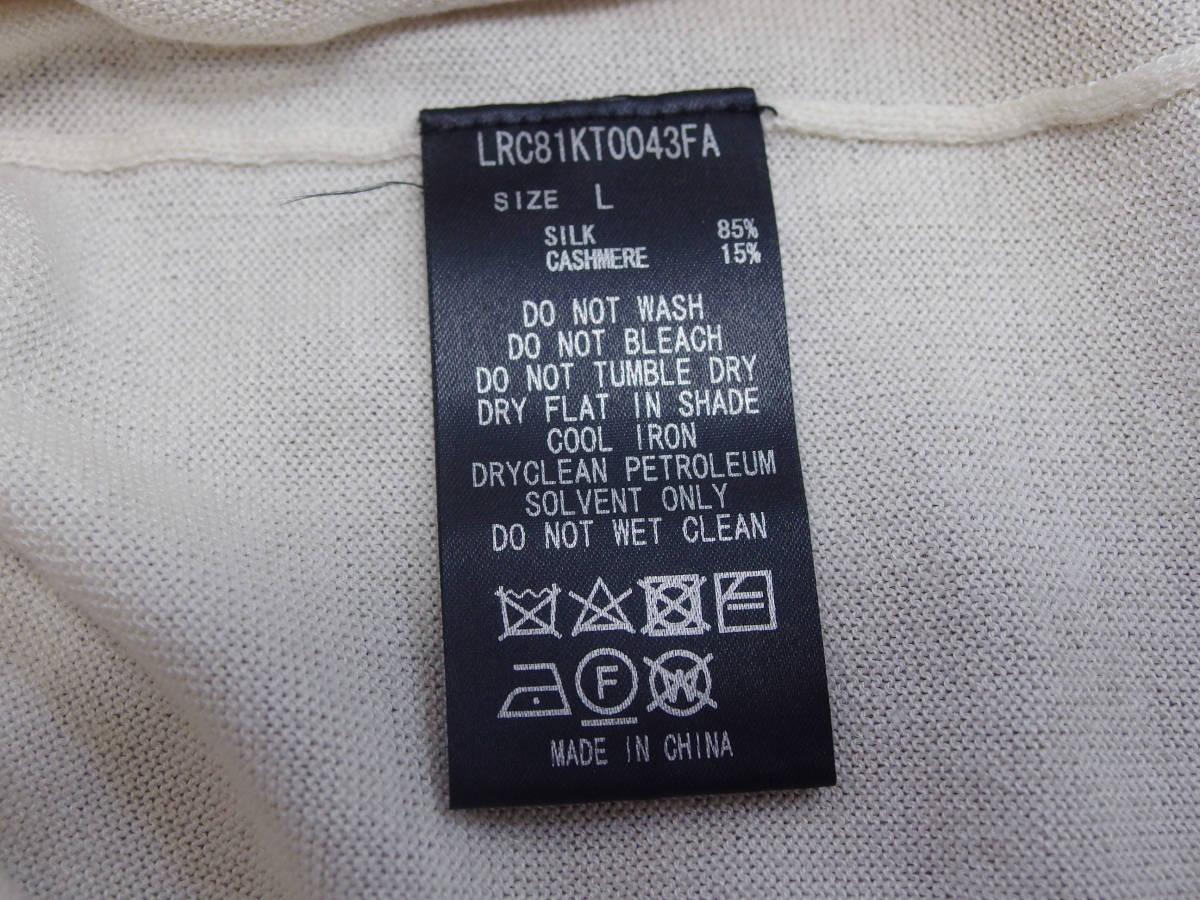 LRC81KT0043FA
SIZE L
SILK 85%
CASHMERE 15%
DO NOT WASH
DO NOT BLEACH
DO NOT TUMBLE DRY
DRY FLAT IN SHADE
COOL IRON
DRYCLEAN PETROLEUM
SOLVENT ONLY
DO NOT WET CLEAN
F W
MADE IN CHINA